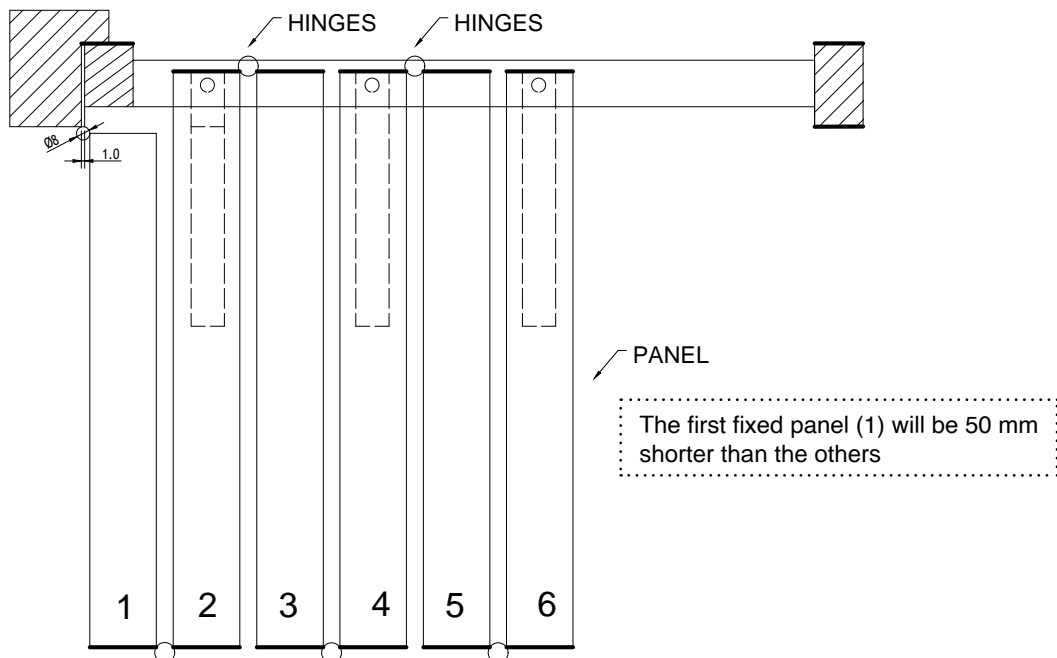 HINGES
HINGES
Ø8
1.0
PANEL
The first fixed panel (1) will be 50 mm
shorter than the others
1
2
3
4
5
6